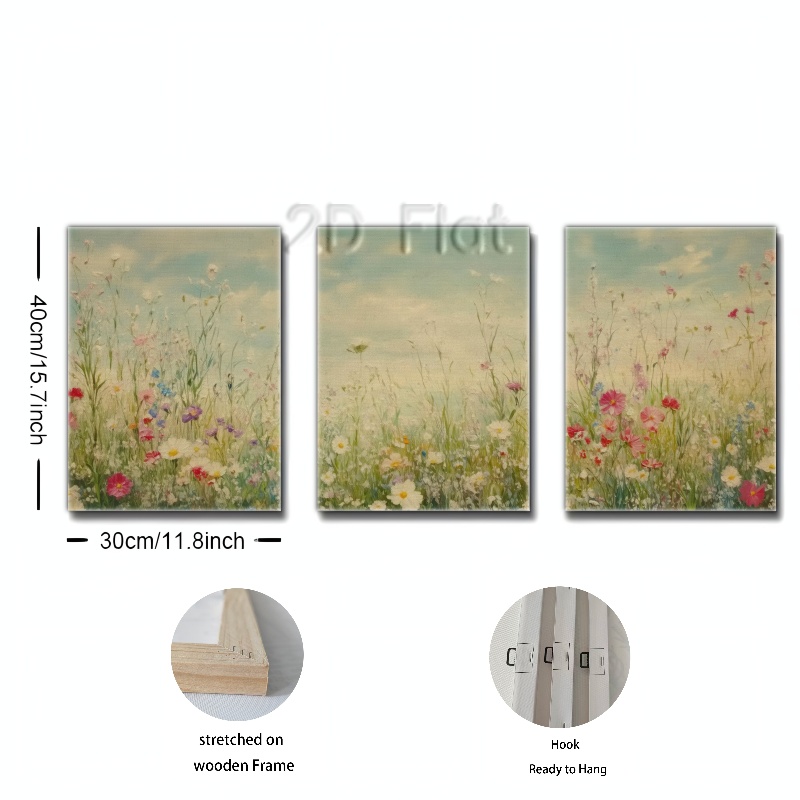 2D Flat
40cm/15.7inch
30cm/11.8inch
stretched on
wooden Frame
Hook
Ready to Hang